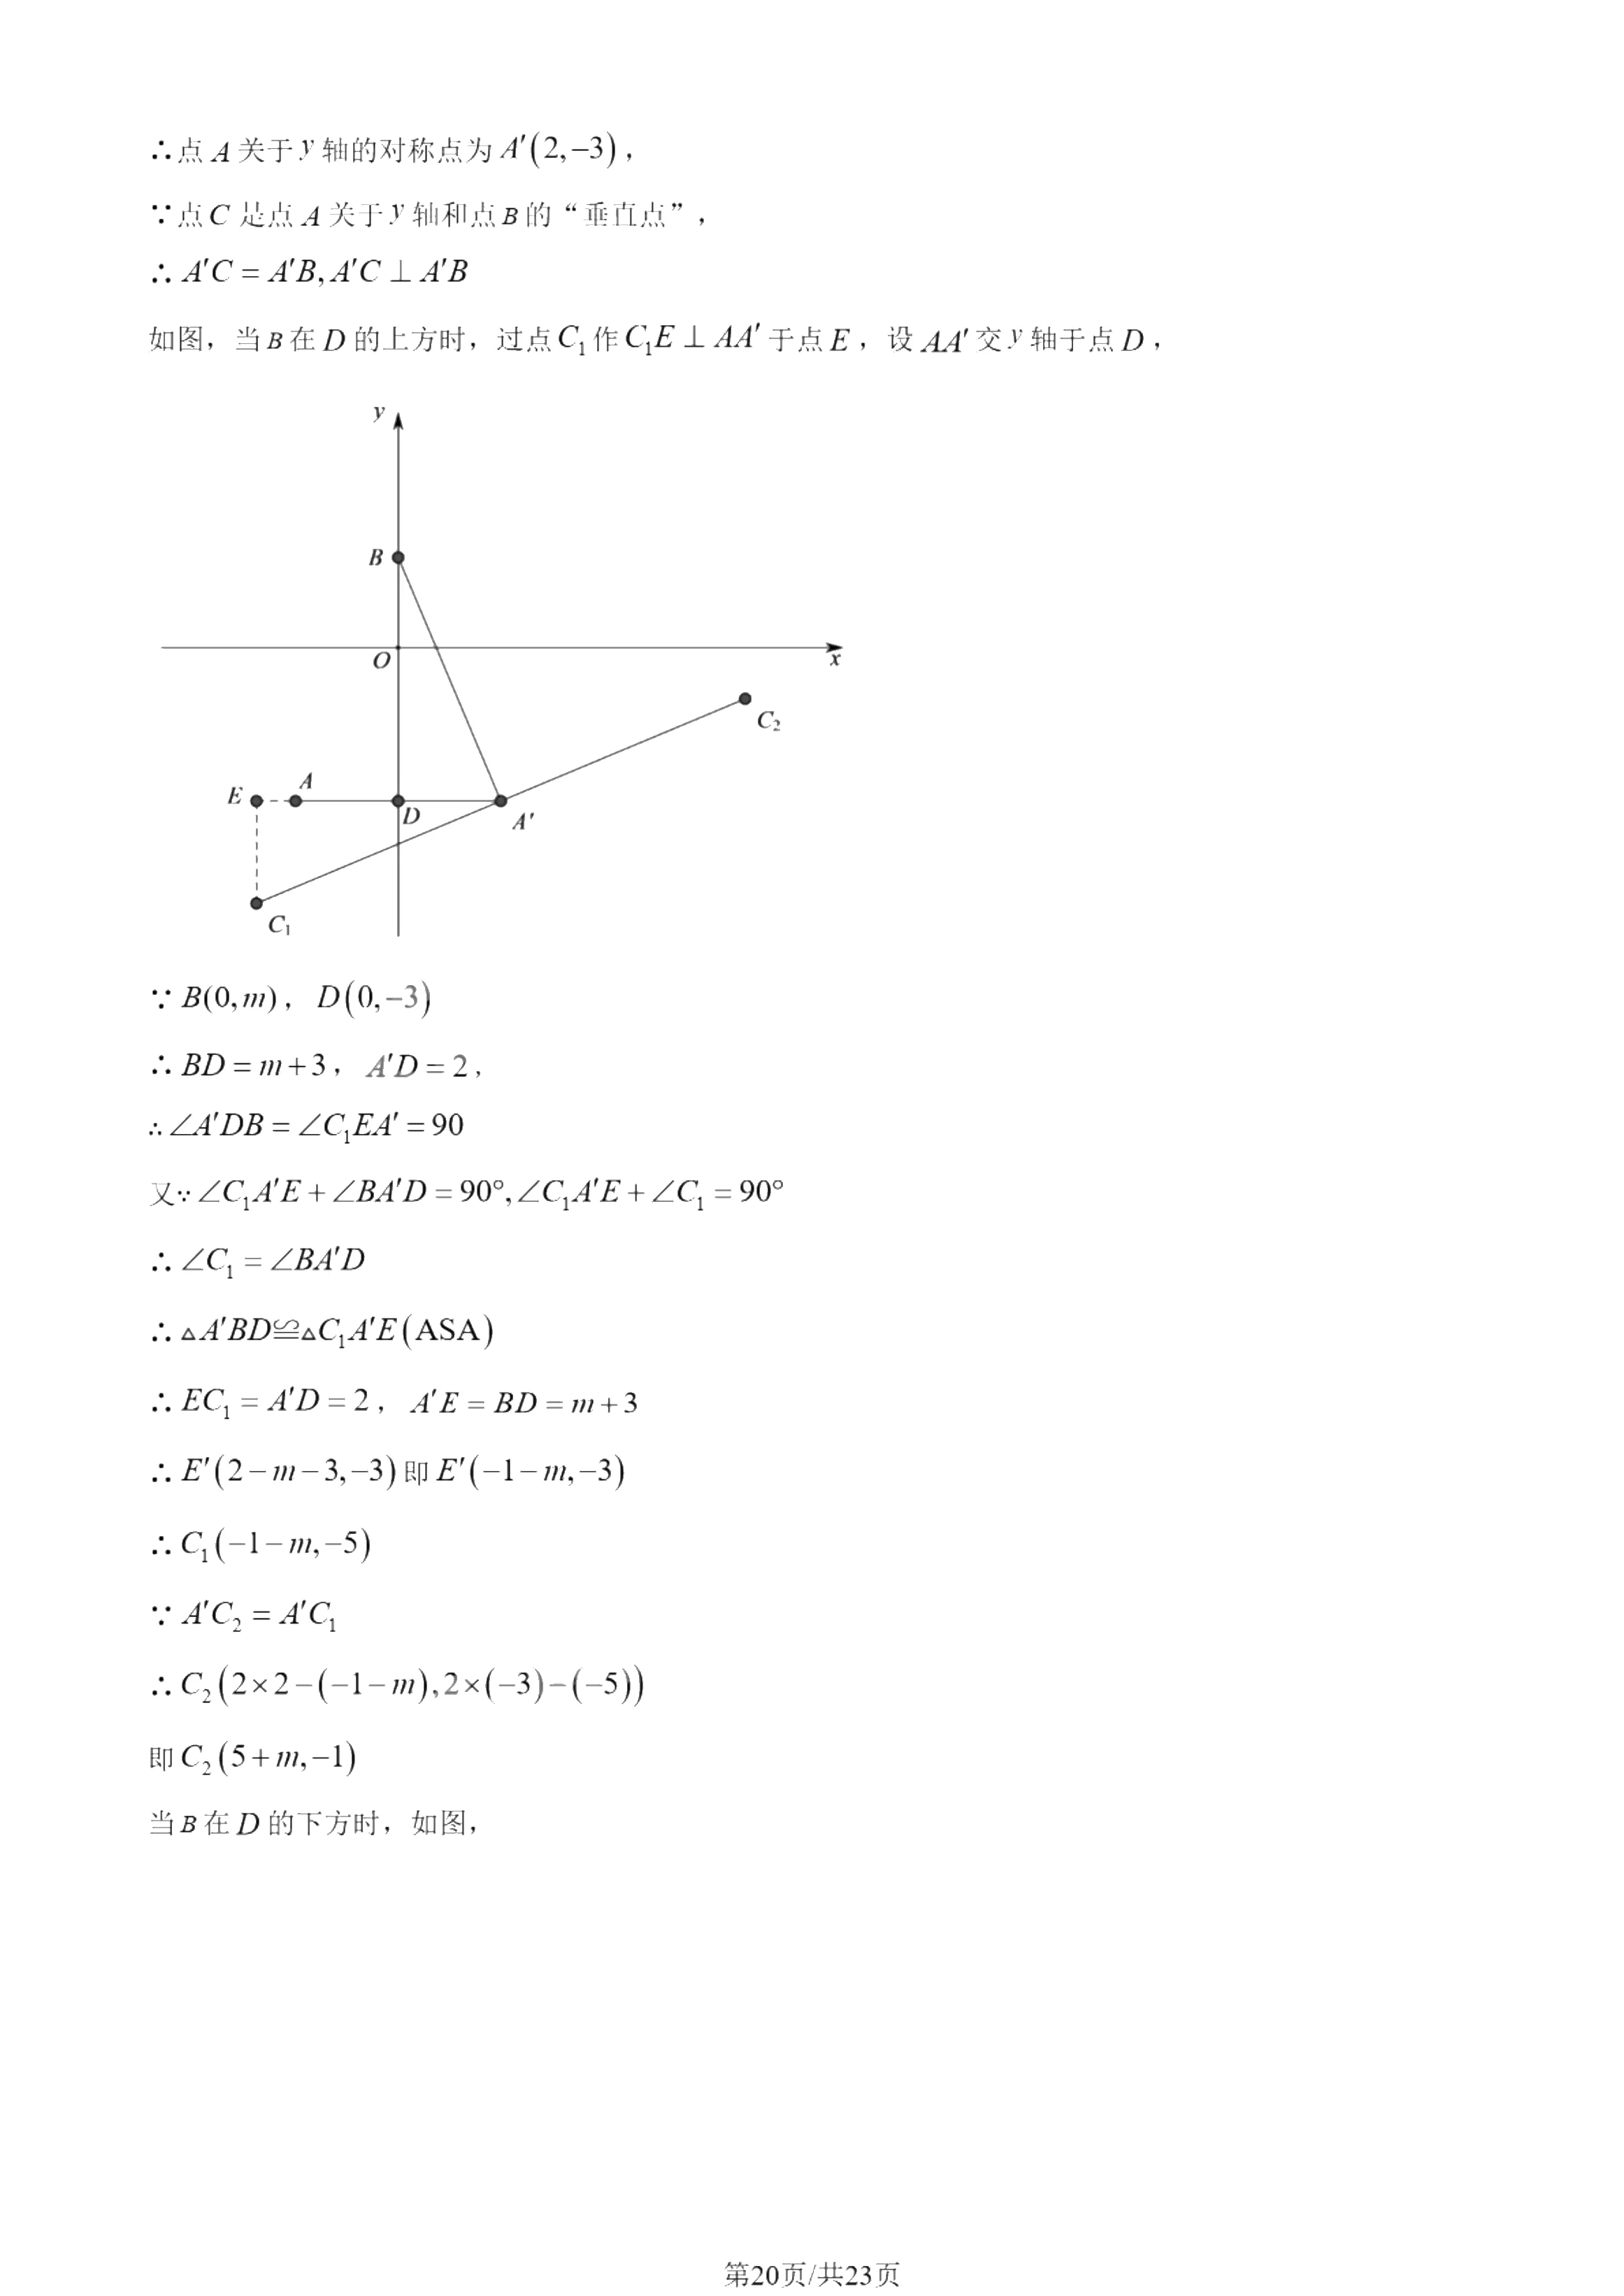 ∴点A关于y轴的对称点为A′(2,−3)，
∵点C是点A关于y轴和点B的“垂直点”，
∴A′C = A′B, A′C ⊥ A′B
如图，当B在D的上方时，过点C₁作C₁E ⊥ AA′于点E，设AA′交y轴于点D，
y
B
O
x
C₂
E
A
D
A′
C₁
∵B(0,m)，D(0,−3)
∴BD = m+3，A′D = 2，
∴∠A′DB = ∠C₁EA′ = 90
又∵∠C₁A′E + ∠BA′D = 90°, ∠C₁A′E + ∠C₁ = 90°
∴∠C₁ = ∠BA′D
∴△A′BD≌△C₁A′E(ASA)
∴EC₁ = A′D = 2，A′E = BD = m+3
∴E′(2−m−3,−3)即E′(−1−m,−3)
∴C₁(−1−m,−5)
∵A′C₂ = A′C₁
∴C₂(2×2−(−1−m),2×(−3)−(−5))
即C₂(5+m,−1)
当B在D的下方时，如图，
第20页/共23页